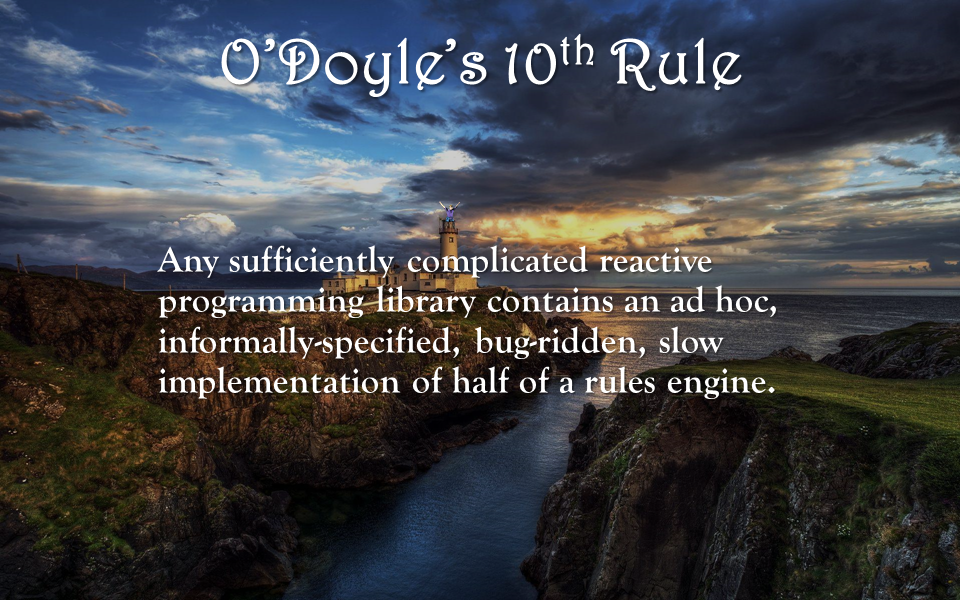 O’Doyle’s 10th Rule
Any sufficiently complicated reactive
programming library contains an ad hoc,
informally-specified, bug-ridden, slow
implementation of half of a rules engine.